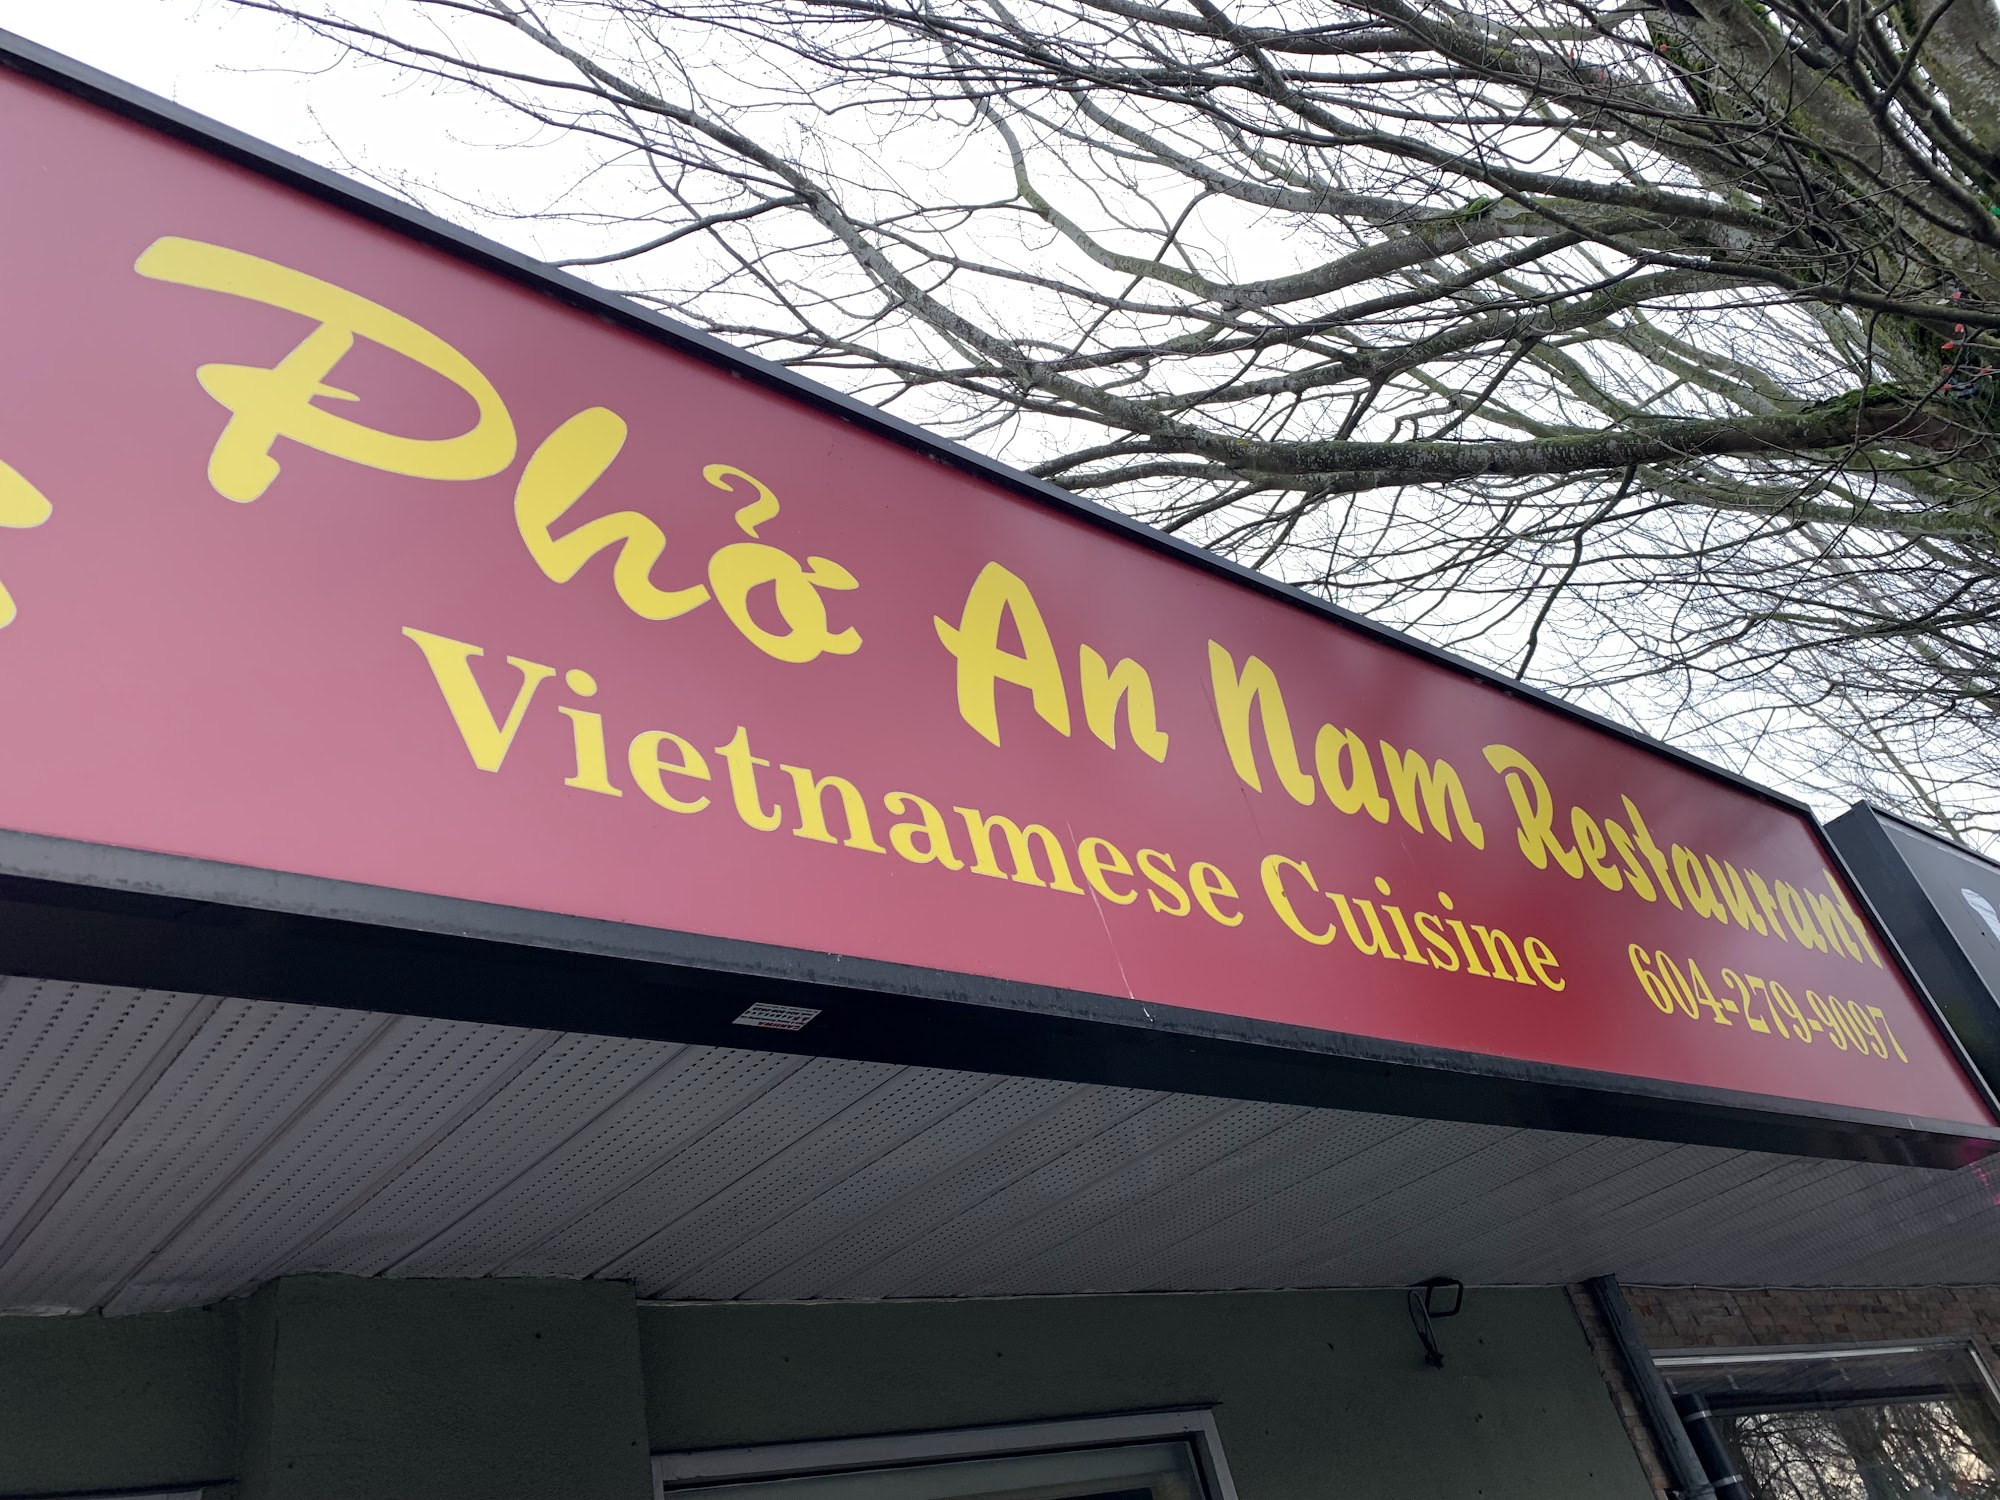 Phở An Nam Restaurant
Vietnamese Cuisine 604-279-9097